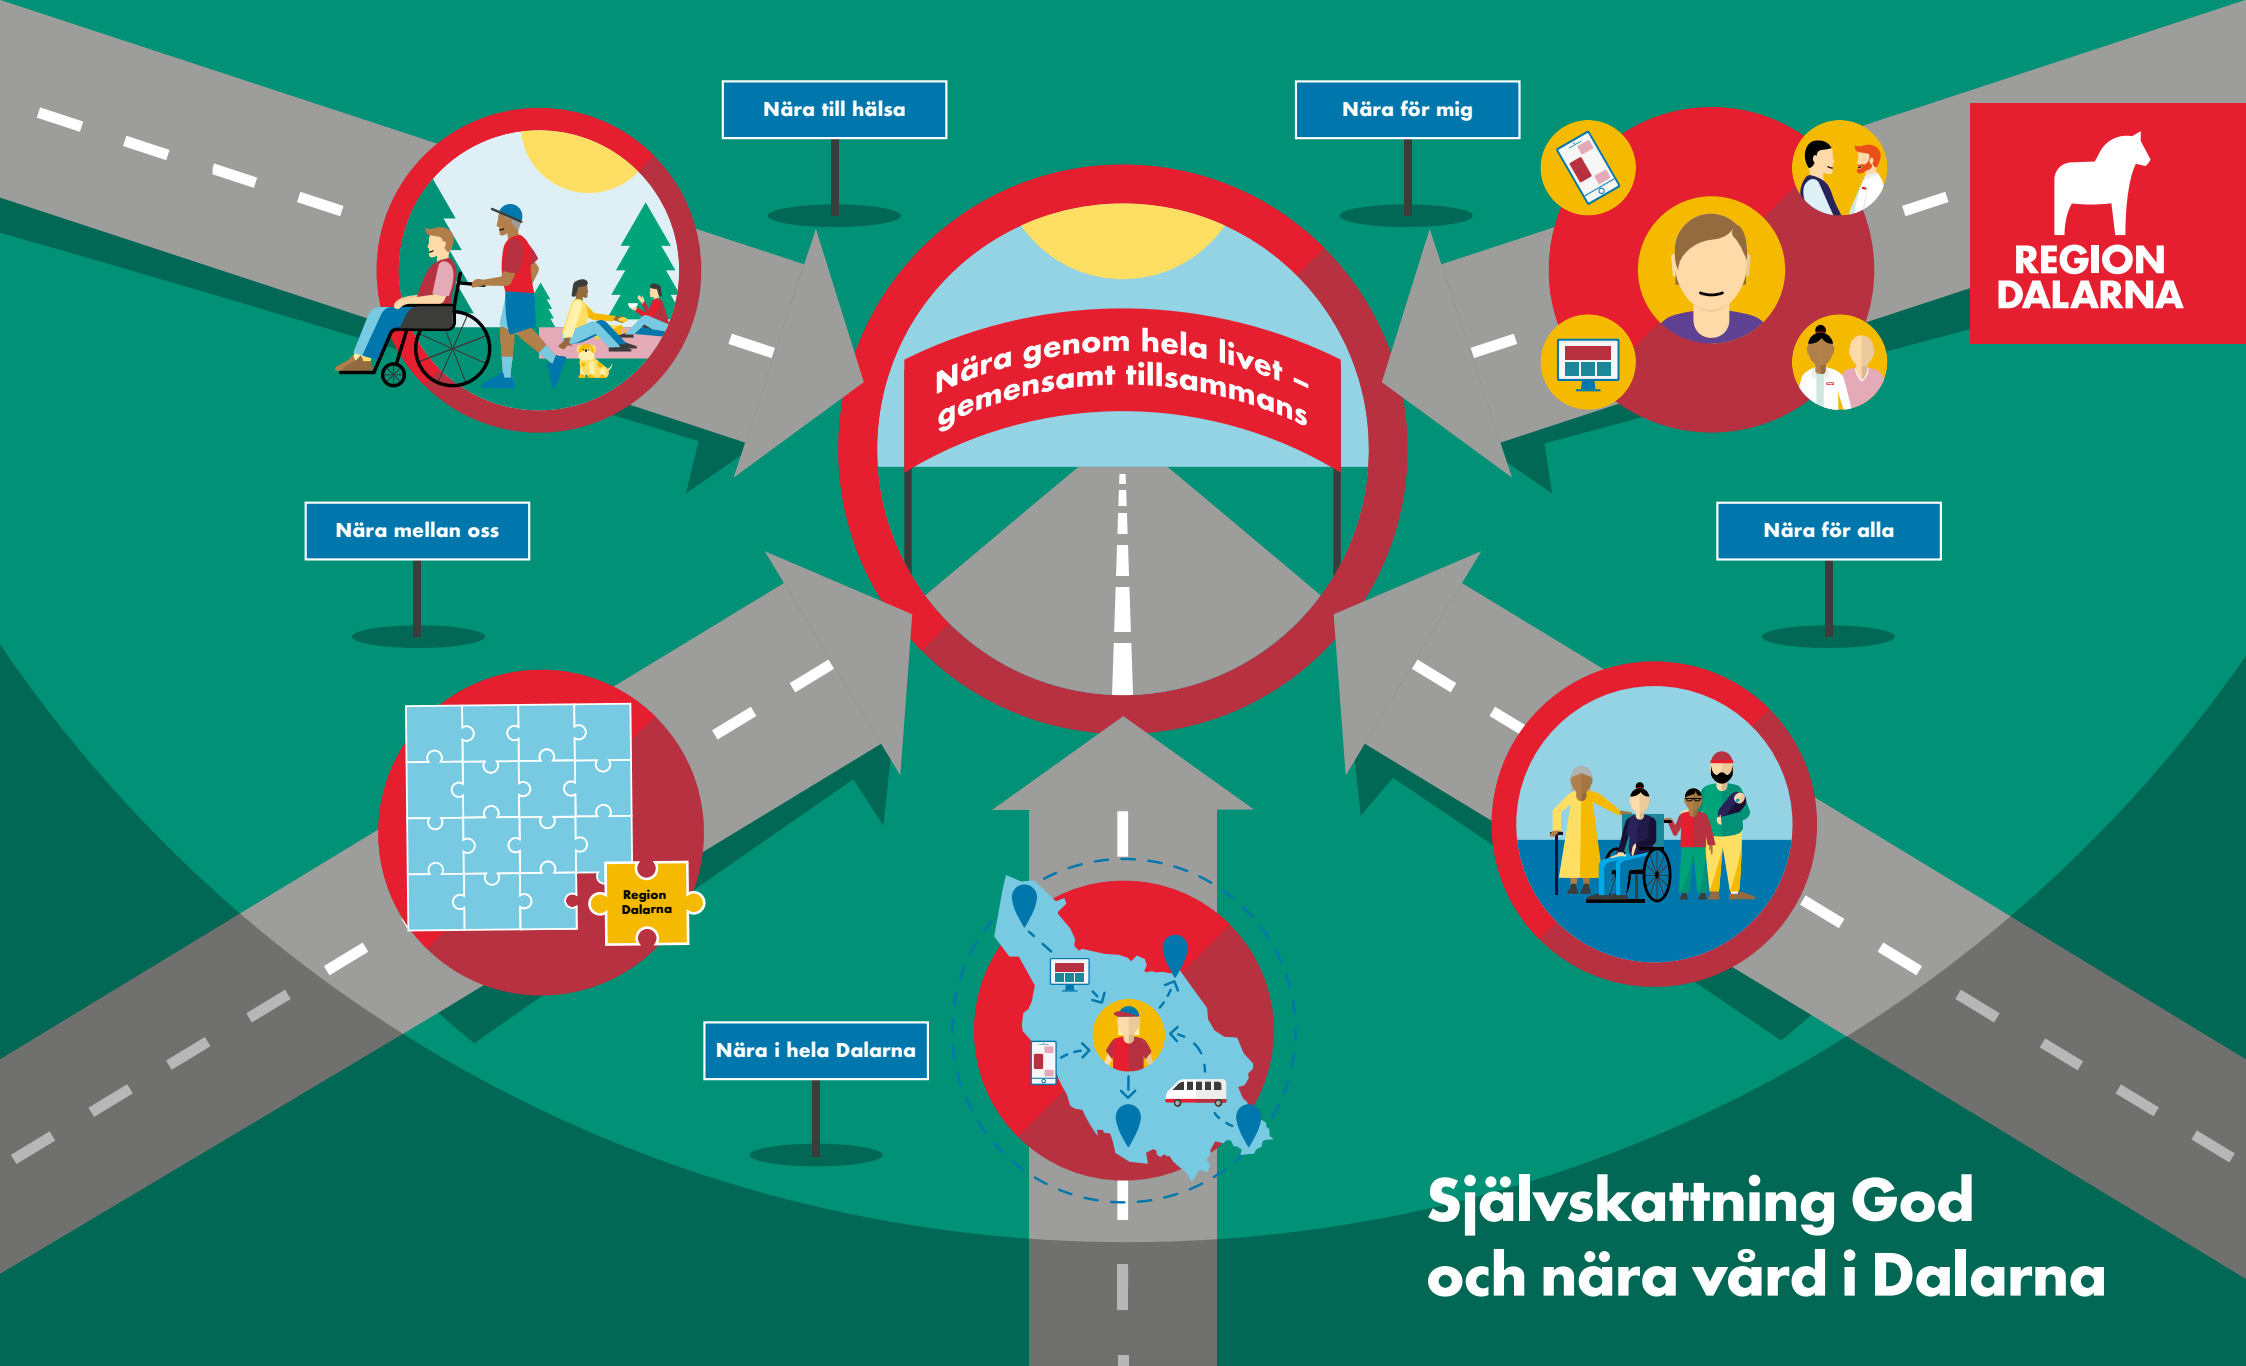 Nära till hälsa
Nära för mig
REGION
DALARNA
Nära genom hela livet –
gemensamt tillsammans
Nära mellan oss
Nära för alla
Region
Dalarna
Nära i hela Dalarna
Självskattning God
och nära vård i Dalarna